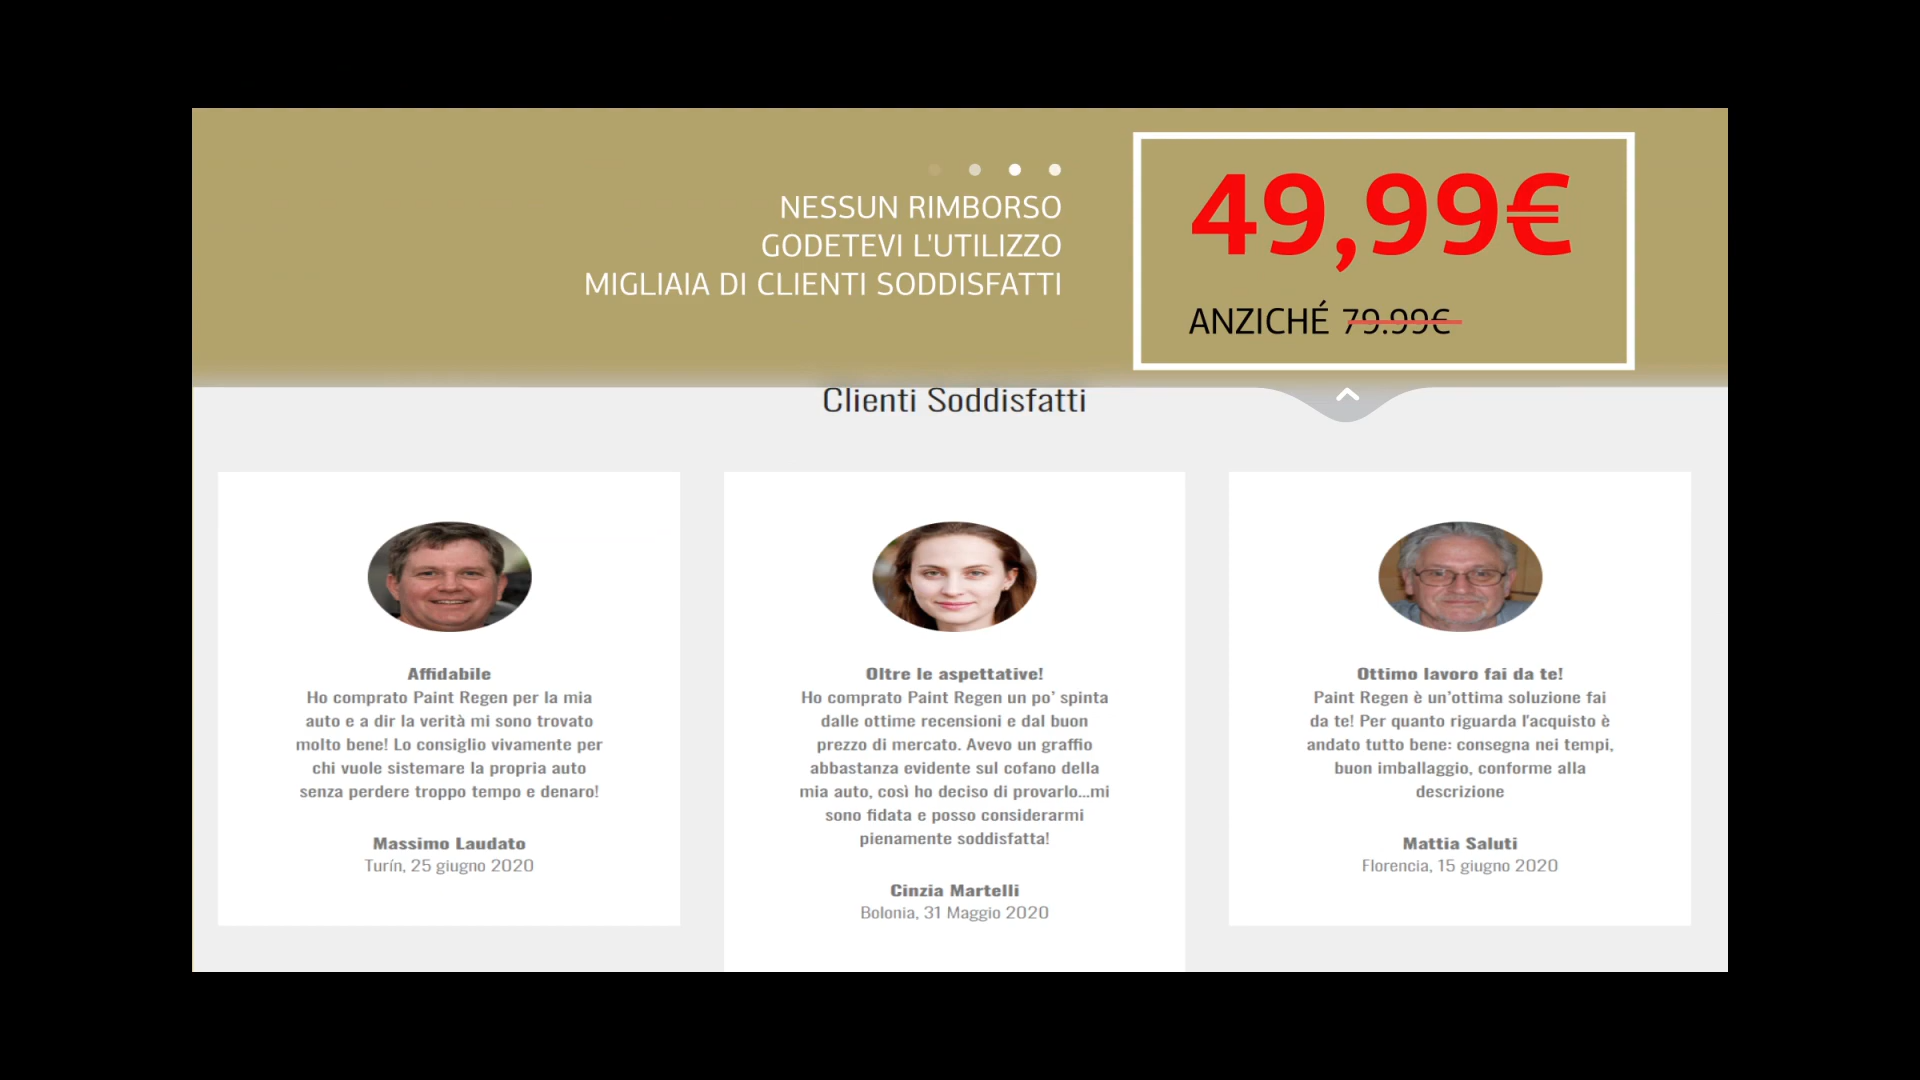 NESSUN RIMBORSO
GODETEVI L'UTILIZZO
MIGLIAIA DI CLIENTI SODDISFATTI
49,99€
ANZICHÉ 79.99€
Clienti Soddisfatti
Affidabile
Ho comprato Paint Regen per la mia
auto e a dir la verità mi sono trovato
molto bene! Lo consiglio vivamente per
chi vuole sistemare la propria auto
senza perdere troppo tempo e denaro!
Massimo Laudato
Turín, 25 giugno 2020
Oltre le aspettative!
Ho comprato Paint Regen un po’ spinta
dalle ottime recensioni e dal buon
prezzo di mercato. Avevo un graffio
abbastanza evidente sul cofano della
mia auto, così ho deciso di provarlo...mi
sono fidata e posso considerarmi
pienamente soddisfatta!
Cinzia Martelli
Bolonia, 31 Maggio 2020
Ottimo lavoro fai da te!
Paint Regen è un’ottima soluzione fai
da te! Per quanto riguarda l'acquisto è
andato tutto bene: consegna nei tempi,
buon imballaggio, conforme alla
descrizione
Mattia Saluti
Florencia, 15 giugno 2020